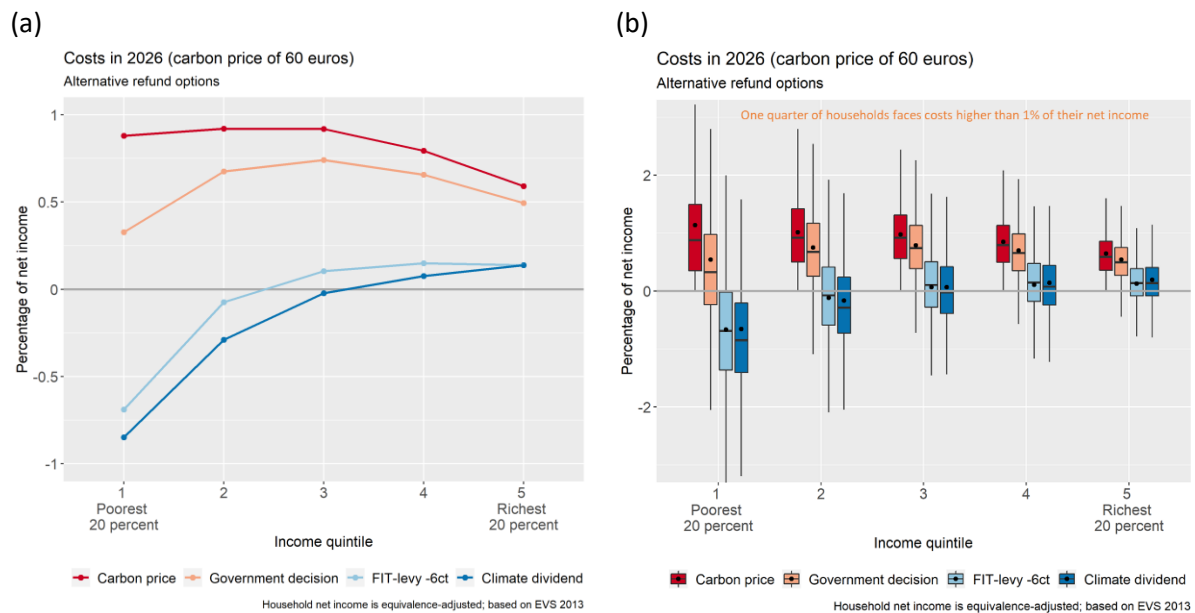 (a)
Costs in 2026 (carbon price of 60 euros)
Alternative refund options
Percentage of net income
1
0.5
0
-0.5
-1
1
Poorest
20 percent
2
3
4
5
Richest
20 percent
Income quintile
Carbon price
Government decision
FIT-levy -6ct
Climate dividend
Household net income is equivalence-adjusted; based on EVS 2013
(b)
Costs in 2026 (carbon price of 60 euros)
Alternative refund options
One quarter of households faces costs higher than 1% of their net income
Percentage of net income
2
0
-2
1
Poorest
20 percent
2
3
4
5
Richest
20 percent
Income quintile
Carbon price
Government decision
FIT-levy -6ct
Climate dividend
Household net income is equivalence-adjusted; based on EVS 2013